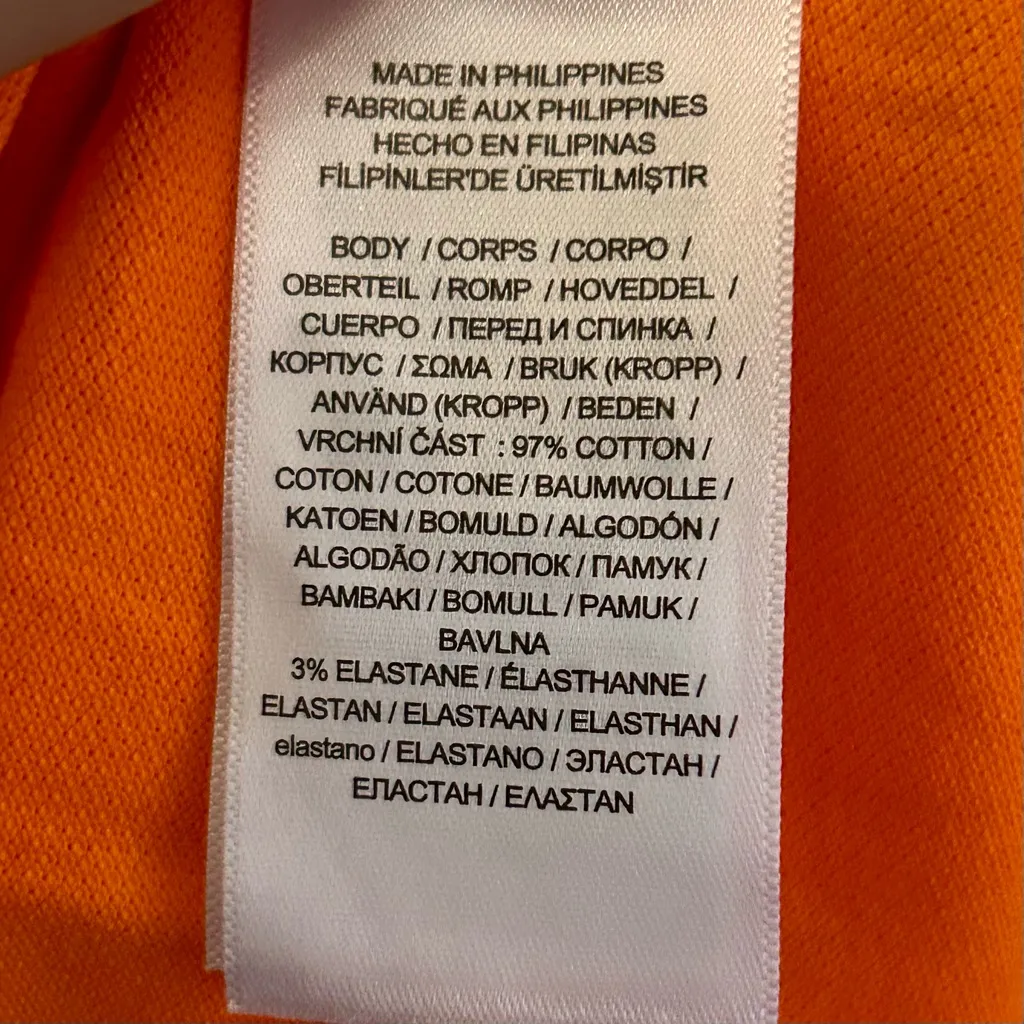 MADE IN PHILIPPINES
FABRIQUÉ AUX PHILIPPINES
HECHO EN FILIPINAS
FİLİPİNLER'DE ÜRETİLMİŞTİR
BODY / CORPS / CORPO /
OBERTEIL / ROMP / HOVEDDEL /
CUERPO / ПЕРЕД И СПИНКА /
КОРПУС / ΣΩΜΑ / BRUK (KROPP) /
ANVÄND (KROPP) / BEDEN /
VRCHNÍ ČÁST : 97% COTTON /
COTON / COTONE / BAUMWOLLE /
KATOEN / BOMULD / ALGODÓN /
ALGODÃO / ХЛОПОК / ПАМУК /
BAMBAKI / BOMULL / PAMUK /
BAVLNA
3% ELASTANE / ÉLASTHANNE /
ELASTAN / ELASTAAN / ELASTHAN /
elastano / ELASTANO / ЭЛАСТАН /
ЕЛАСТАН / ΕΛΑΣΤΑΝ